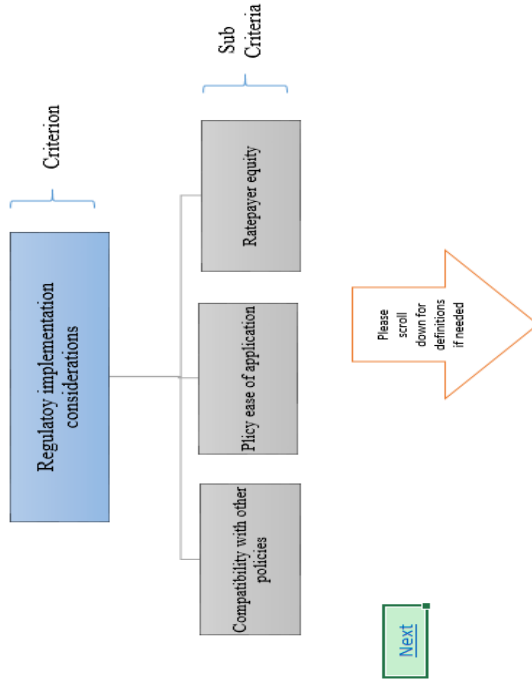 Regulatoy implementation
considerations
Criterion
Compatibility with other
policies
Plicy ease of application
Ratepayer equity
Sub
Criteria
Next
Please
scroll
down for
definitions
if needed